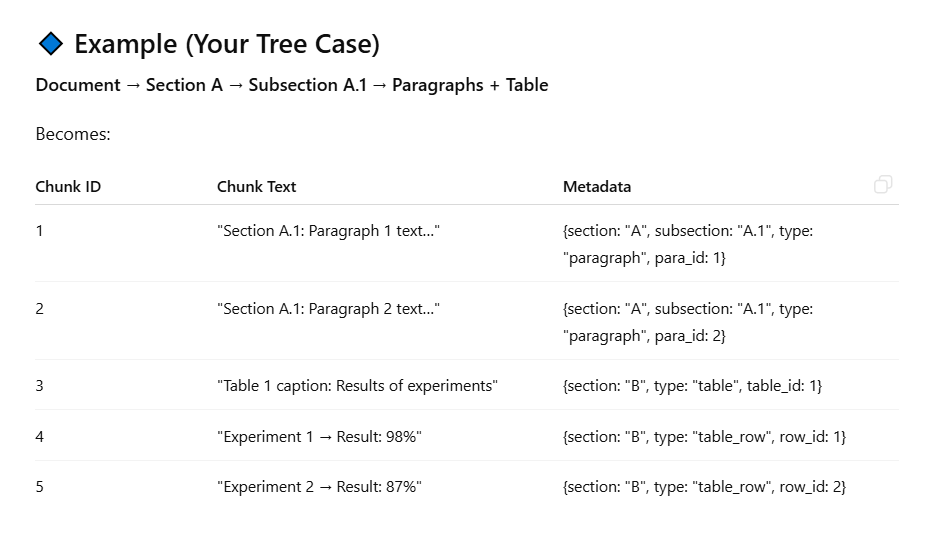 Example (Your Tree Case)
Document → Section A → Subsection A.1 → Paragraphs + Table
Becomes:
Chunk ID Chunk Text Metadata
1 "Section A.1: Paragraph 1 text..." {section: "A", subsection: "A.1", type:
"paragraph", para_id: 1}
2 "Section A.1: Paragraph 2 text..." {section: "A", subsection: "A.1", type:
"paragraph", para_id: 2}
3 "Table 1 caption: Results of experiments" {section: "B", type: "table", table_id: 1}
4 "Experiment 1 → Result: 98%" {section: "B", type: "table_row", row_id: 1}
5 "Experiment 2 → Result: 87%" {section: "B", type: "table_row", row_id: 2}